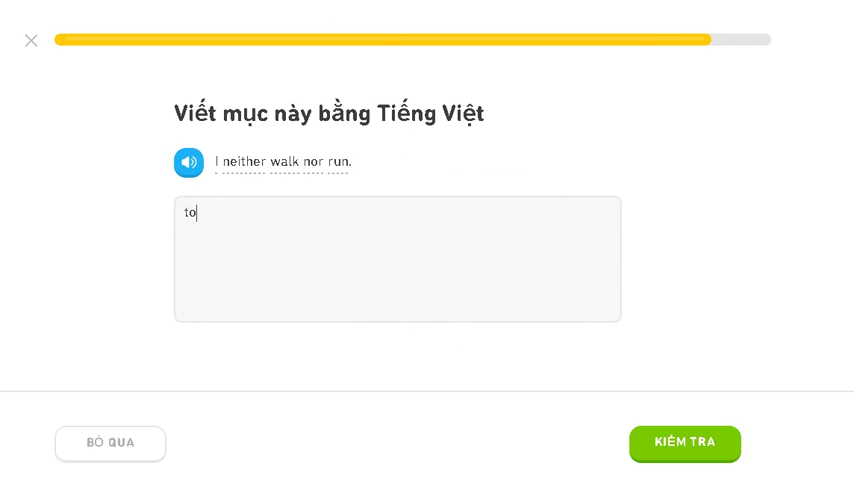 Viết mục này bằng Tiếng Việt
I neither walk nor run.
to
BỎ QUA
KIỂM TRA